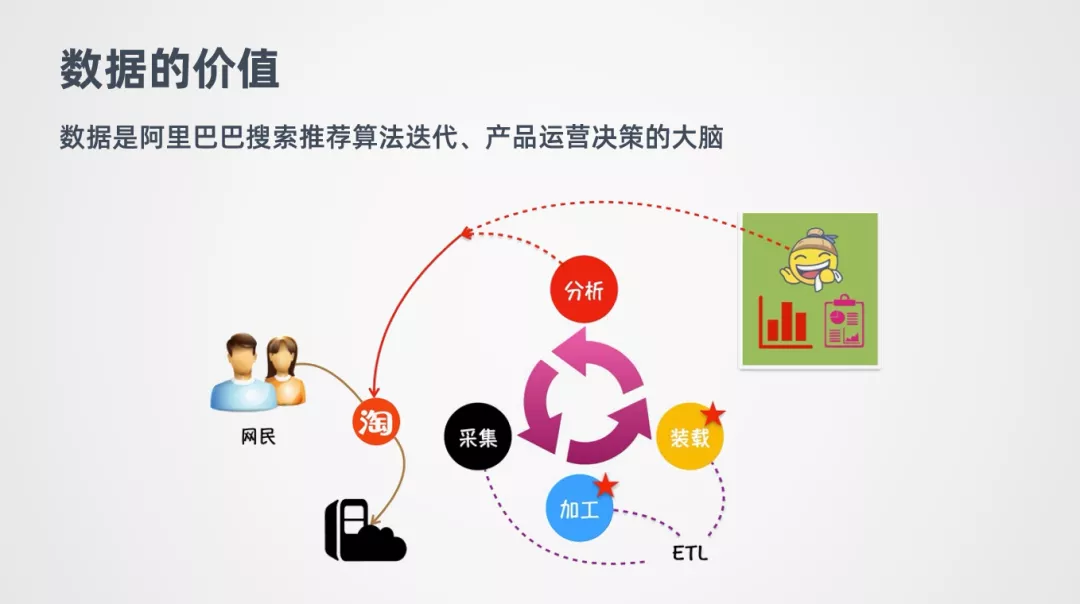 数据的价值
数据是阿里巴巴搜索推荐算法迭代、产品运营决策的大脑
分析
淘
采集
装载
网民
加工
ETL